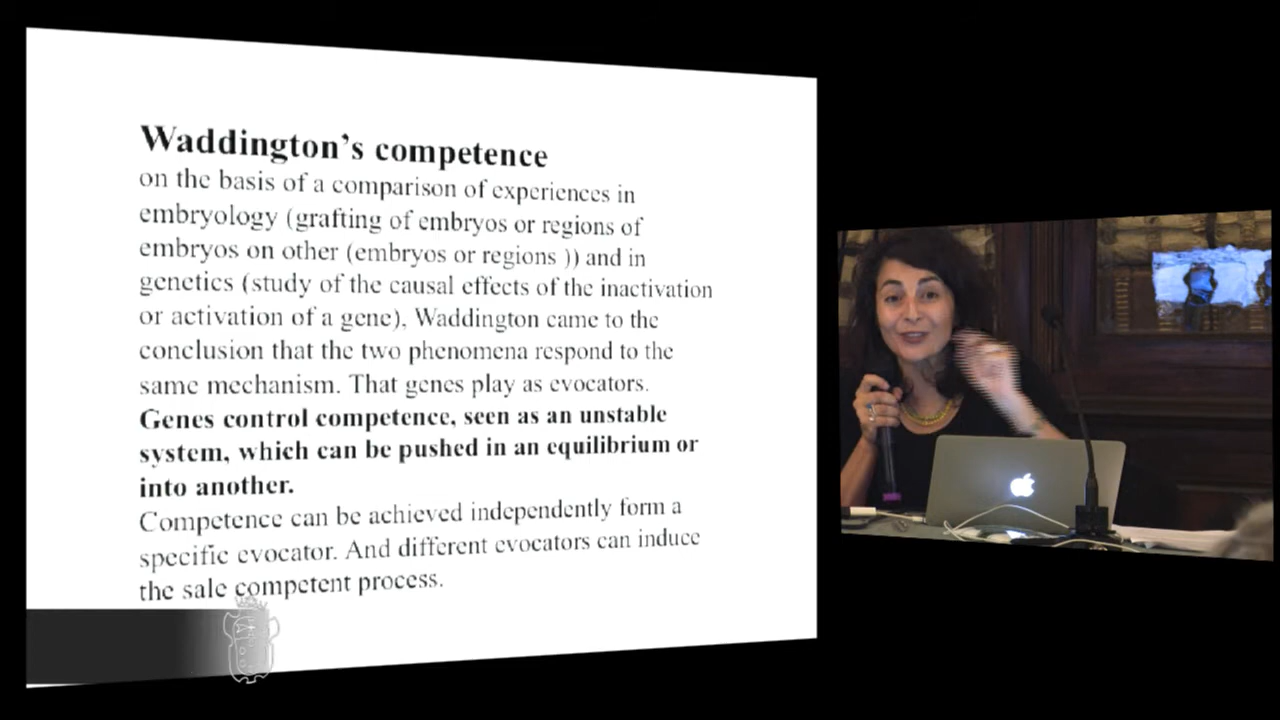 Waddington's competence
on the basis of a comparison of experiences in
embryology (grafting of embryos or regions of
embryos on other (embryos or regions )) and in
genetics (study of the causal effects of the inactivation
or activation of a gene), Waddington came to the
conclusion that the two phenomena respond to the
same mechanism. That genes play as evocators.
Genes control competence, seen as an unstable
system, which can be pushed in an equilibrium or
into another.
Competence can be achieved independently form a
specific evocator. And different evocators can induce
the sale competent process.